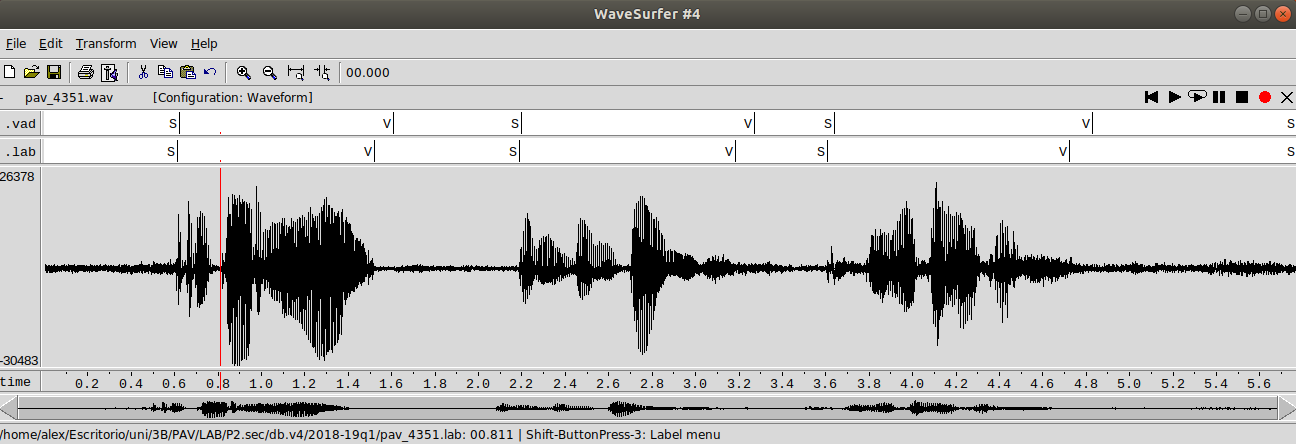 WaveSurfer #4
File Edit Transform View Help
00.000
pav_4351.wav [Configuration: Waveform]
.vad S V S V S V S
.lab S V S V S V S
26378
-30483
time 0.2 0.4 0.6 0.8 1.0 1.2 1.4 1.6 1.8 2.0 2.2 2.4 2.6 2.8 3.0 3.2 3.4 3.6 3.8 4.0 4.2 4.4 4.6 4.8 5.0 5.2 5.4 5.6
/home/alex/Escritorio/uni/3B/PAV/LAB/P2.sec/db.v4/2018-19q1/pav_4351.lab: 00.811 | Shift-ButtonPress-3: Label menu